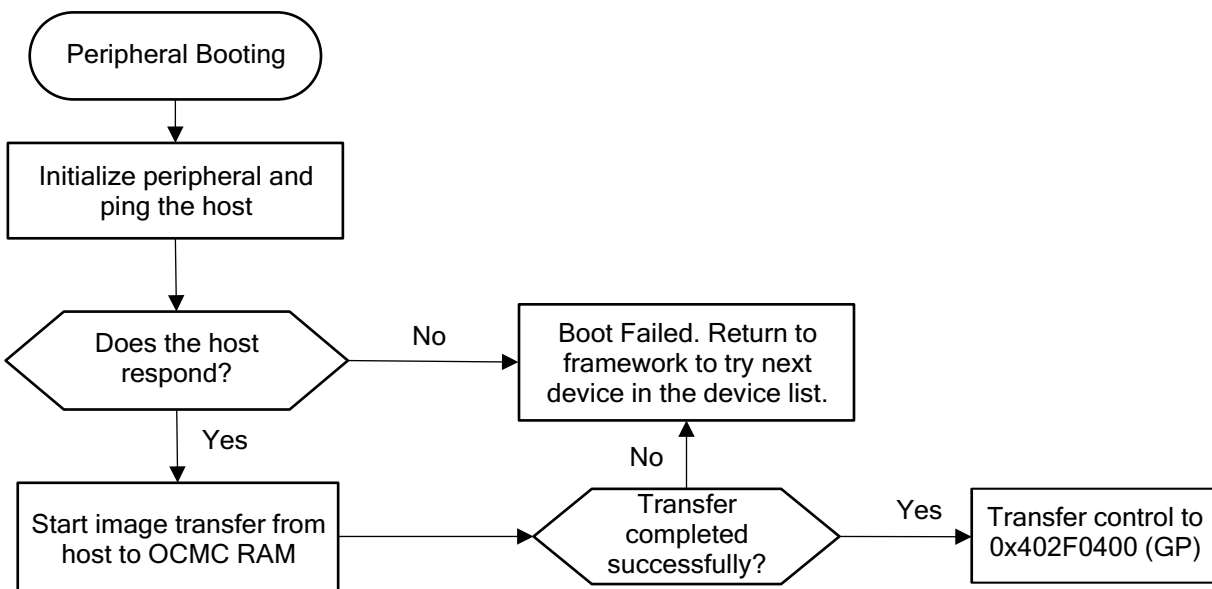 Peripheral Booting
Initialize peripheral and
ping the host
Does the host
respond?
No
Boot Failed. Return to
framework to try next
device in the device list.
Yes
No
Start image transfer from
host to OCMC RAM
Transfer
completed
successfully?
Yes
Transfer control to
0x402F0400 (GP)